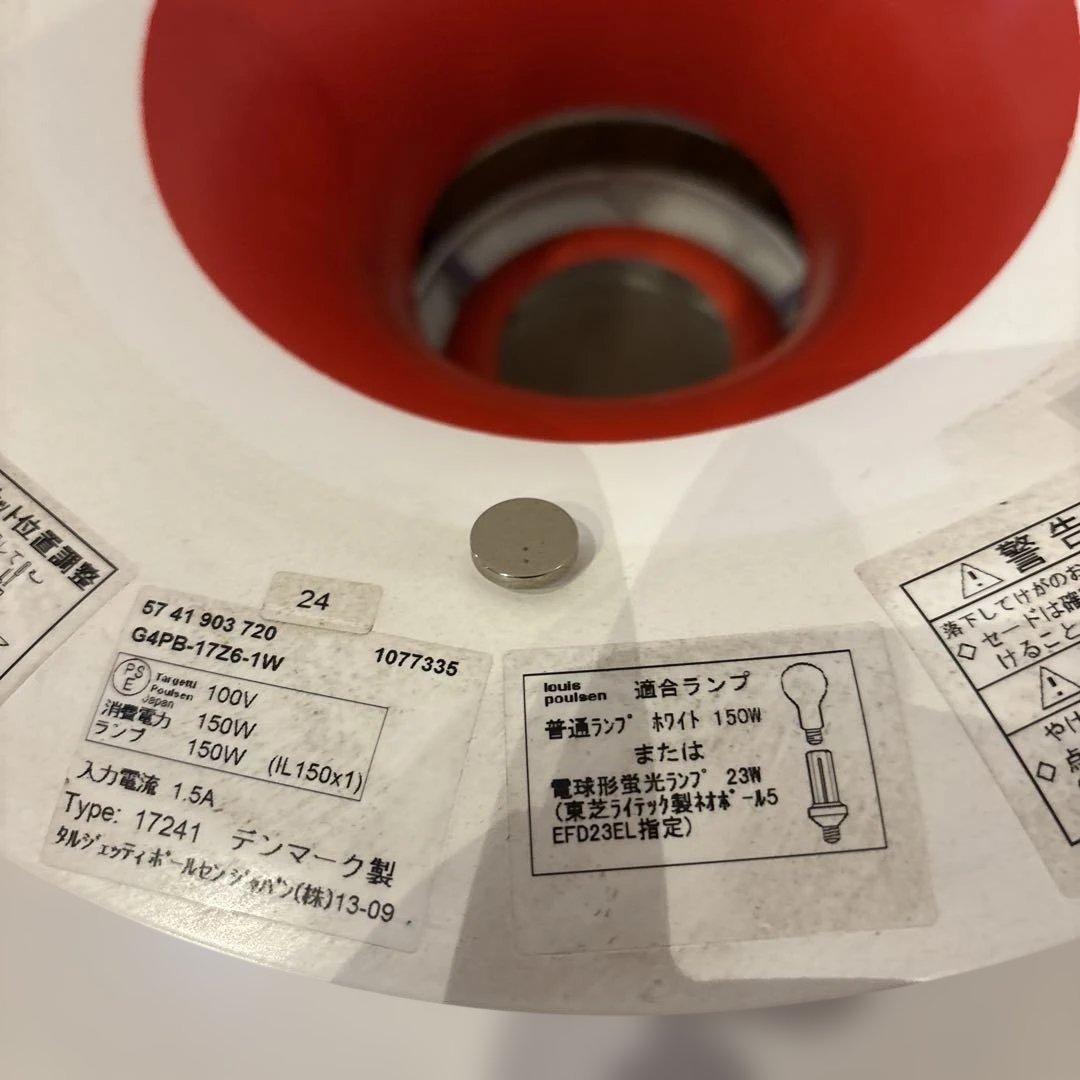 ット位置調整
24
57 41 903 720
G4PB-17Z6-1W
1077335
PS
E
Targetti
Poulsen
Japan
100V
消費電力 150W
ランプ 150W (IL150x1)
入力電流 1.5A
Type: 17241 デンマーク製
タルジェッティポールセンジャパン(株)13-09
louis
poulsen
適合ランプ
普通ランプ ホワイト 150W
または
電球形蛍光ランプ 23W
(東芝ライテック製ネオボール5
EFD23EL指定)
警告
落下してけがのお
◇ セードは確
けること
やけ
◇ 点